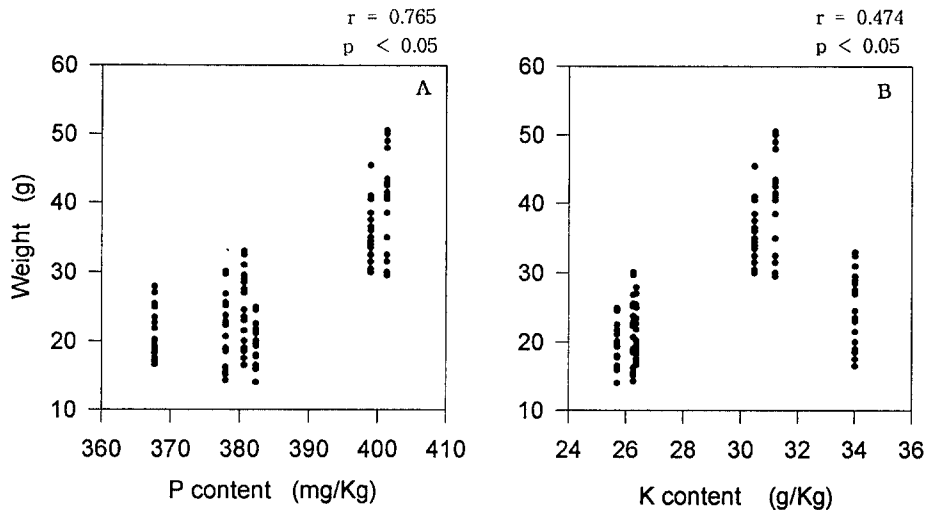 r = 0.765
p < 0.05
A
60
50
40
30
20
10
Weight (g)
360 370 380 390 400 410
P content (mg/Kg)
r = 0.474
p < 0.05
B
60
50
40
30
20
10
24 26 28 30 32 34 36
K content (g/Kg)